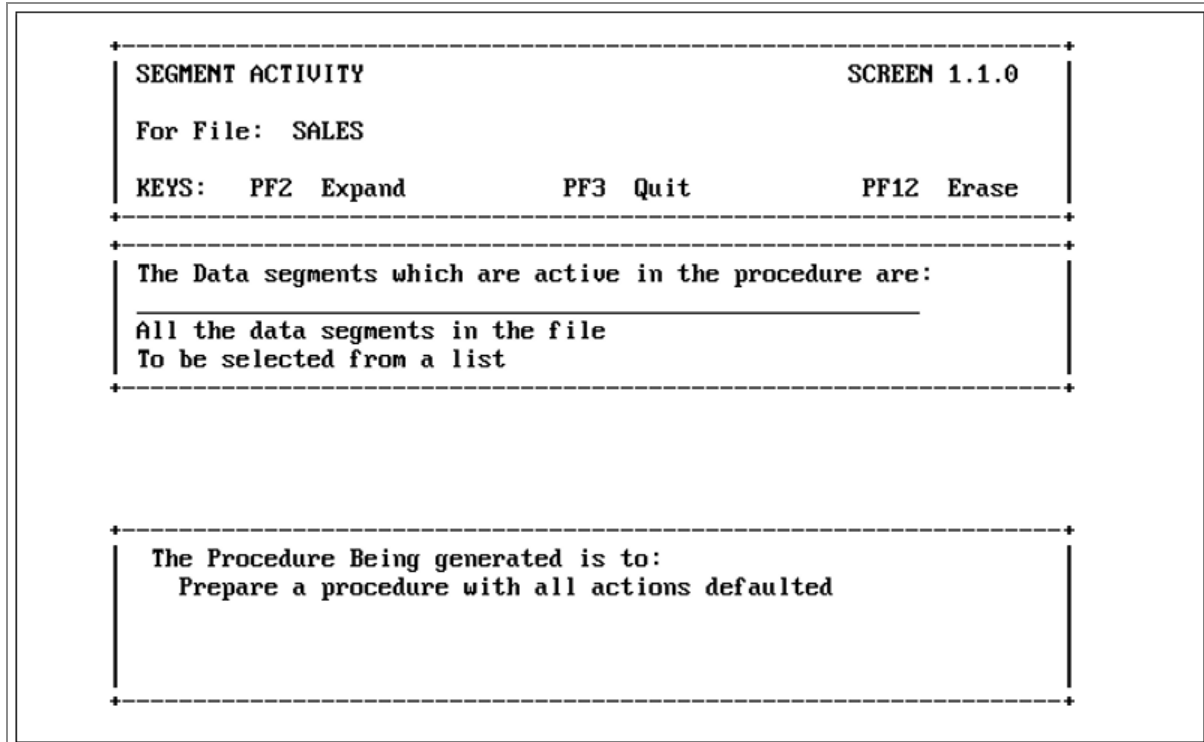 SEGMENT ACTIVITY SCREEN 1.1.0
For File: SALES
KEYS: PF2 Expand PF3 Quit PF12 Erase
The Data segments which are active in the procedure are:
All the data segments in the file
To be selected from a list
The Procedure Being generated is to:
Prepare a procedure with all actions defaulted